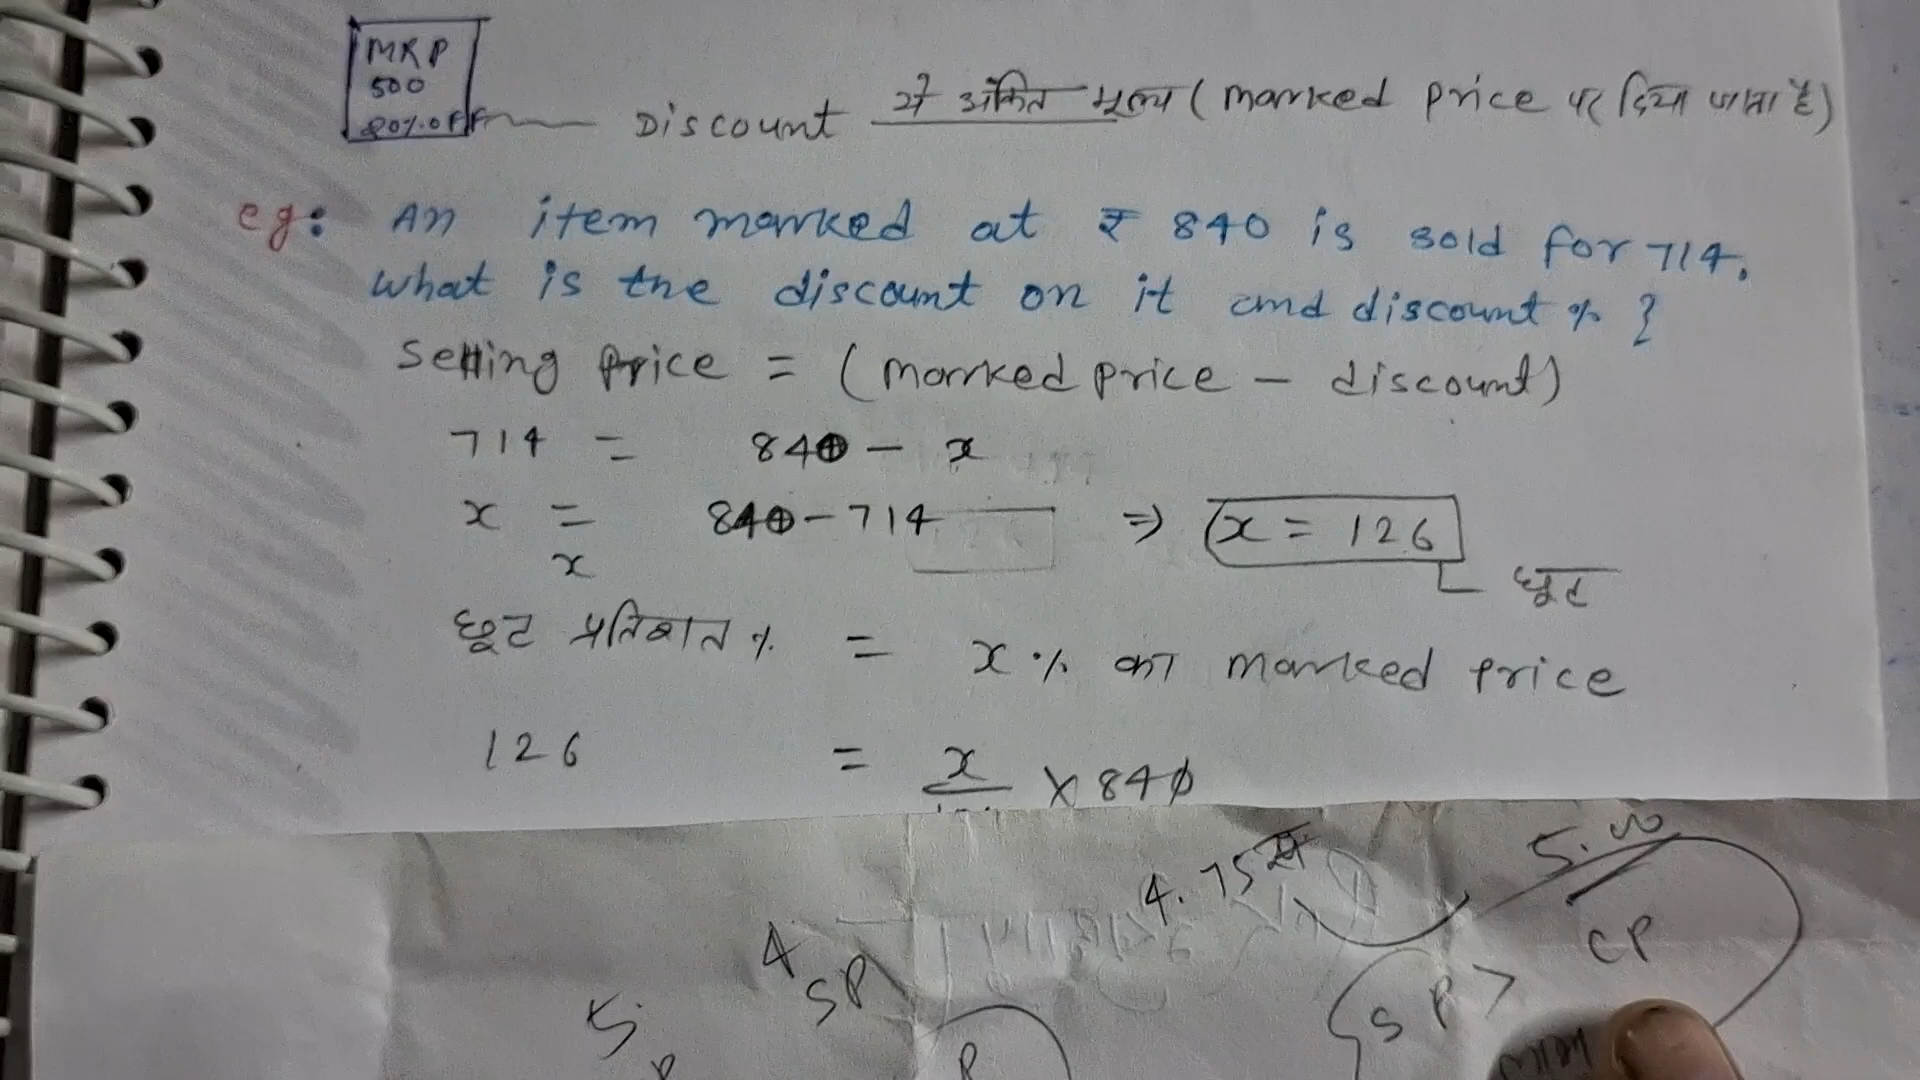 MRP
500
20% OFF
Discount ये अंकित मूल्य (marked price पर दिया जाता है)
eg: An item marked at ₹ 840 is sold for 714.
what is the discount on it and discount % ?
Selling Price = (marked price - discount)
714 = 840 - x
x = 840-714 ⇒ x = 126
x
छूट
छूट प्रतिशत % = x % का marked price
126 = x × 840
4.75 से
5.00
CP
4
SP
SP >
5.
P
P